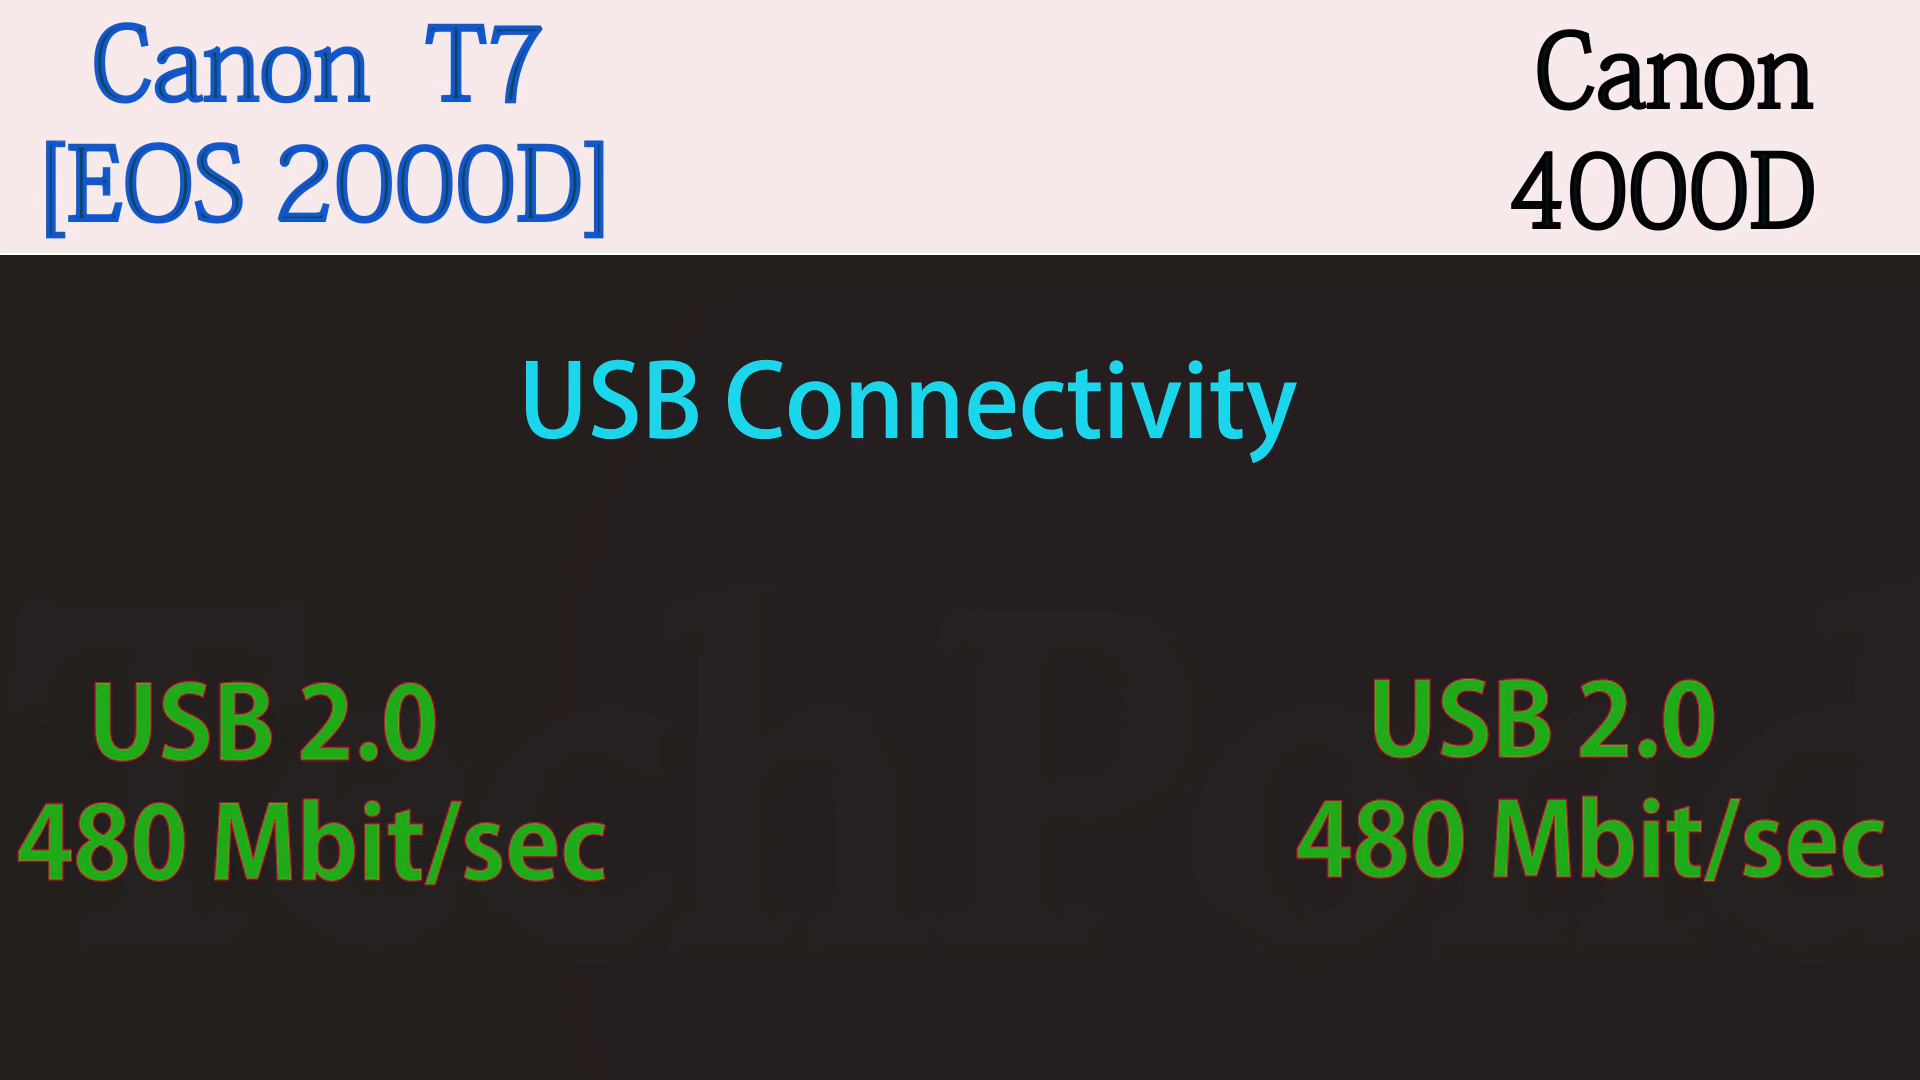 Canon T7
[EOS 2000D]
Canon
4000D
USB Connectivity
USB 2.0
480 Mbit/sec
USB 2.0
480 Mbit/sec
TechPond